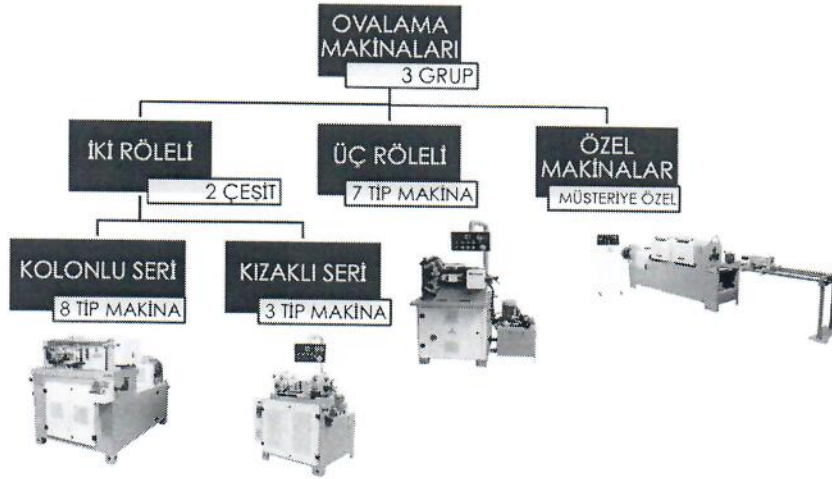 OVALAMA
MAKİNALARI
3 GRUP
İKİ RÖLELİ
2 ÇEŞİT
ÜÇ RÖLELİ
7 TİP MAKİNA
ÖZEL
MAKİNALAR
MÜŞTERİYE ÖZEL
KOLONLU SERİ
8 TİP MAKİNA
KIZAKLI SERİ
3 TİP MAKİNA